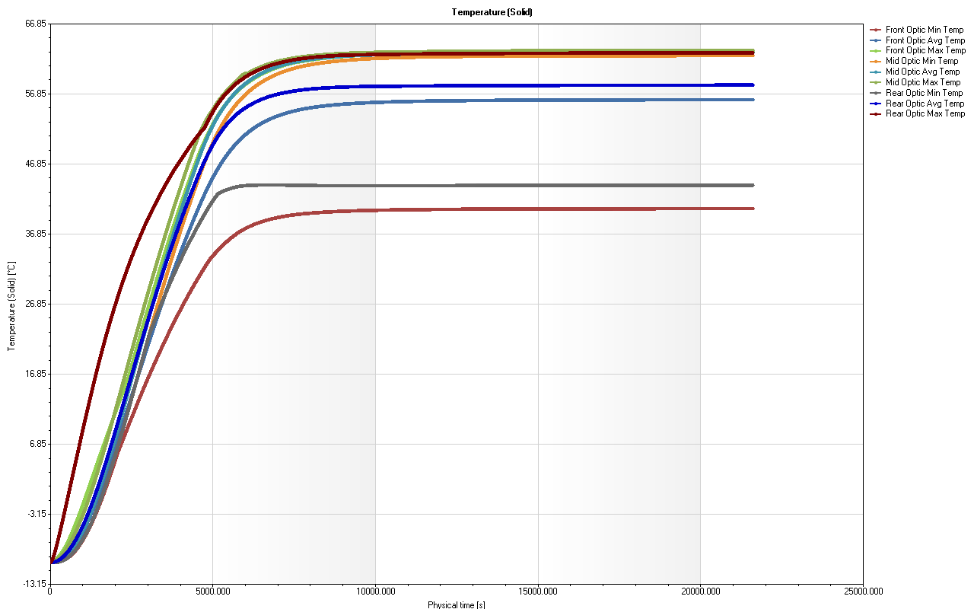 Temperature (Solid)
66.85
56.85
46.85
36.85
26.85
16.85
6.85
-3.15
-13.15
Temperature (Solid) [°C]
0
5000.000
10000.000
15000.000
20000.000
25000.000
Physical time [s]
Front Optic Min Temp
Front Optic Avg Temp
Front Optic Max Temp
Mid Optic Min Temp
Mid Optic Avg Temp
Mid Optic Max Temp
Rear Optic Min Temp
Rear Optic Avg Temp
Rear Optic Max Temp